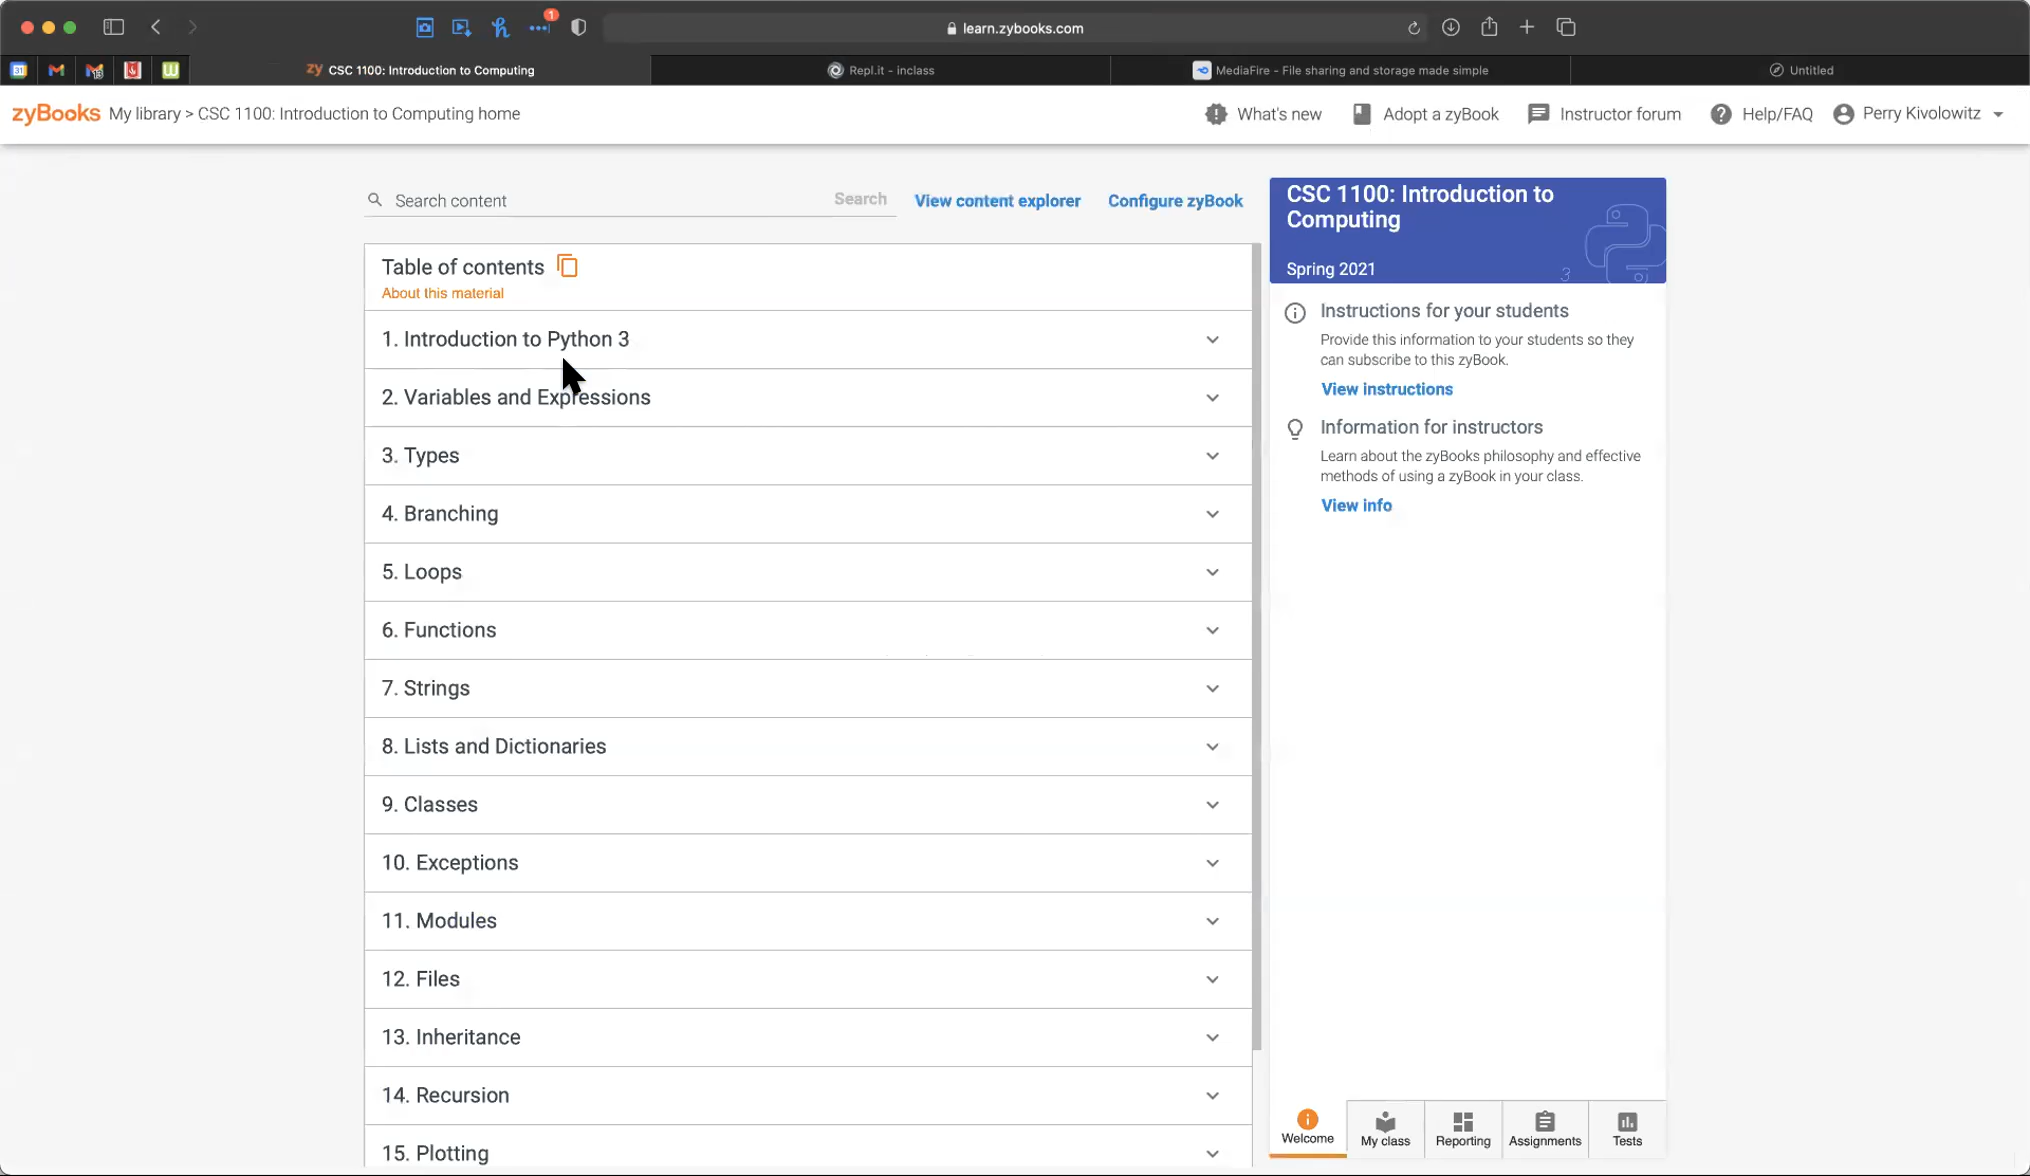 1
learn.zybooks.com
31
13
zy CSC 1100: Introduction to Computing
Repl.it - inclass
MediaFire - File sharing and storage made simple
Untitled
zyBooks My library > CSC 1100: Introduction to Computing home
What's new
Adopt a zyBook
Instructor forum
Help/FAQ
Perry Kivolowitz
Search content
Search
View content explorer
Configure zyBook
Table of contents
About this material
1. Introduction to Python 3
2. Variables and Expressions
3. Types
4. Branching
5. Loops
6. Functions
7. Strings
8. Lists and Dictionaries
9. Classes
10. Exceptions
11. Modules
12. Files
13. Inheritance
14. Recursion
15. Plotting
CSC 1100: Introduction to
Computing
Spring 2021
3
Instructions for your students
Provide this information to your students so they
can subscribe to this zyBook.
View instructions
Information for instructors
Learn about the zyBooks philosophy and effective
methods of using a zyBook in your class.
View info
Welcome
My class
Reporting
Assignments
Tests